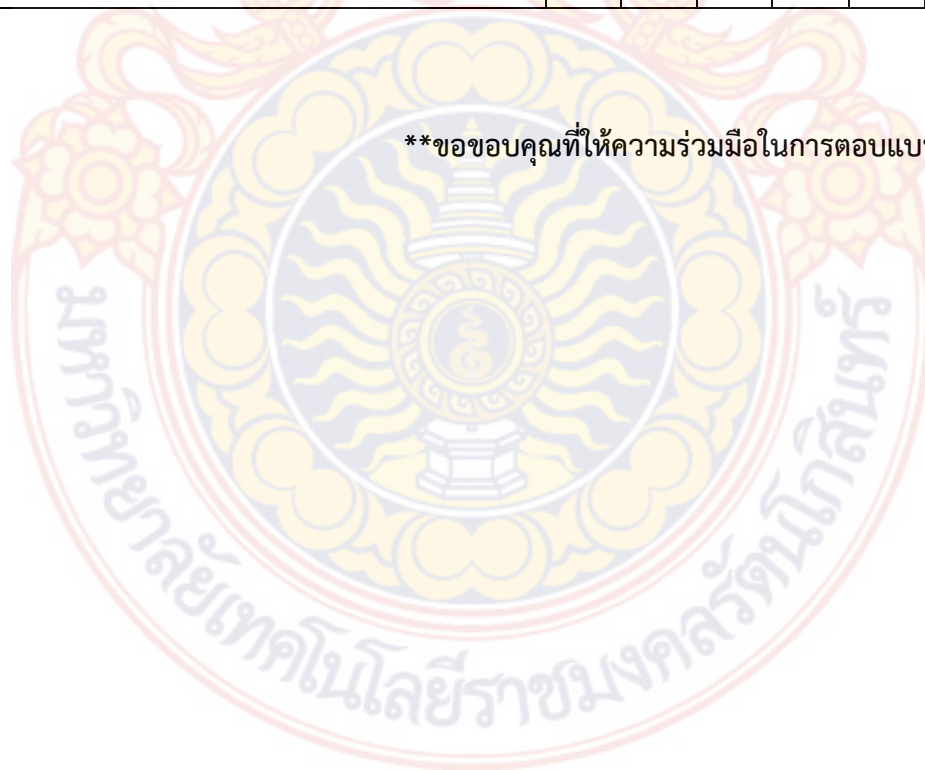 **ขอขอบคุณที่ให้ความร่วมมือในการตอบแบบ
มหาวิทยาลัยเทคโนโลยีราชมงคลรัตนโกสินทร์